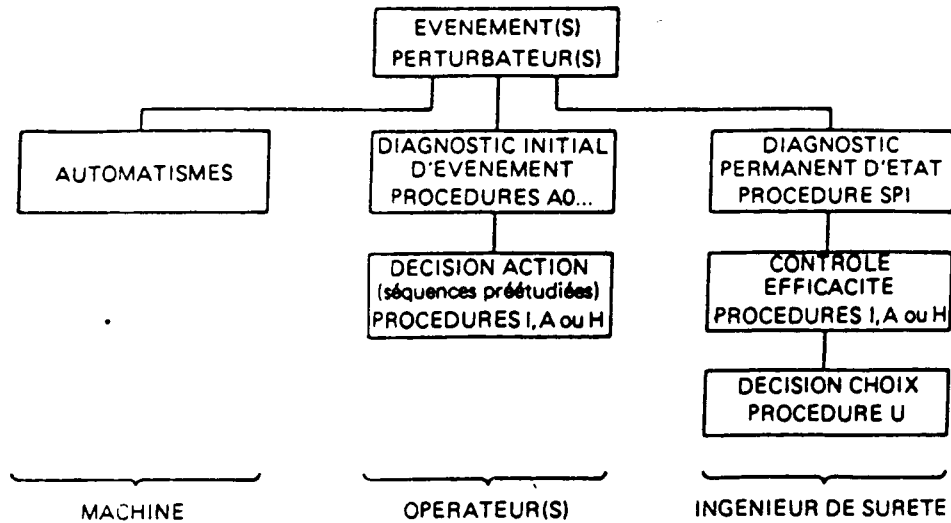 EVENEMENT(S)
PERTURBATEUR(S)
AUTOMATISMES
DIAGNOSTIC INITIAL
D'EVENEMENT
PROCEDURES A0...
DECISION ACTION
(séquences préétudiées)
PROCEDURES I, A ou H
DIAGNOSTIC
PERMANENT D'ETAT
PROCEDURE SPI
CONTROLE
EFFICACITE
PROCEDURES I, A ou H
DECISION CHOIX
PROCEDURE U
MACHINE
OPERATEUR(S)
INGENIEUR DE SURETE